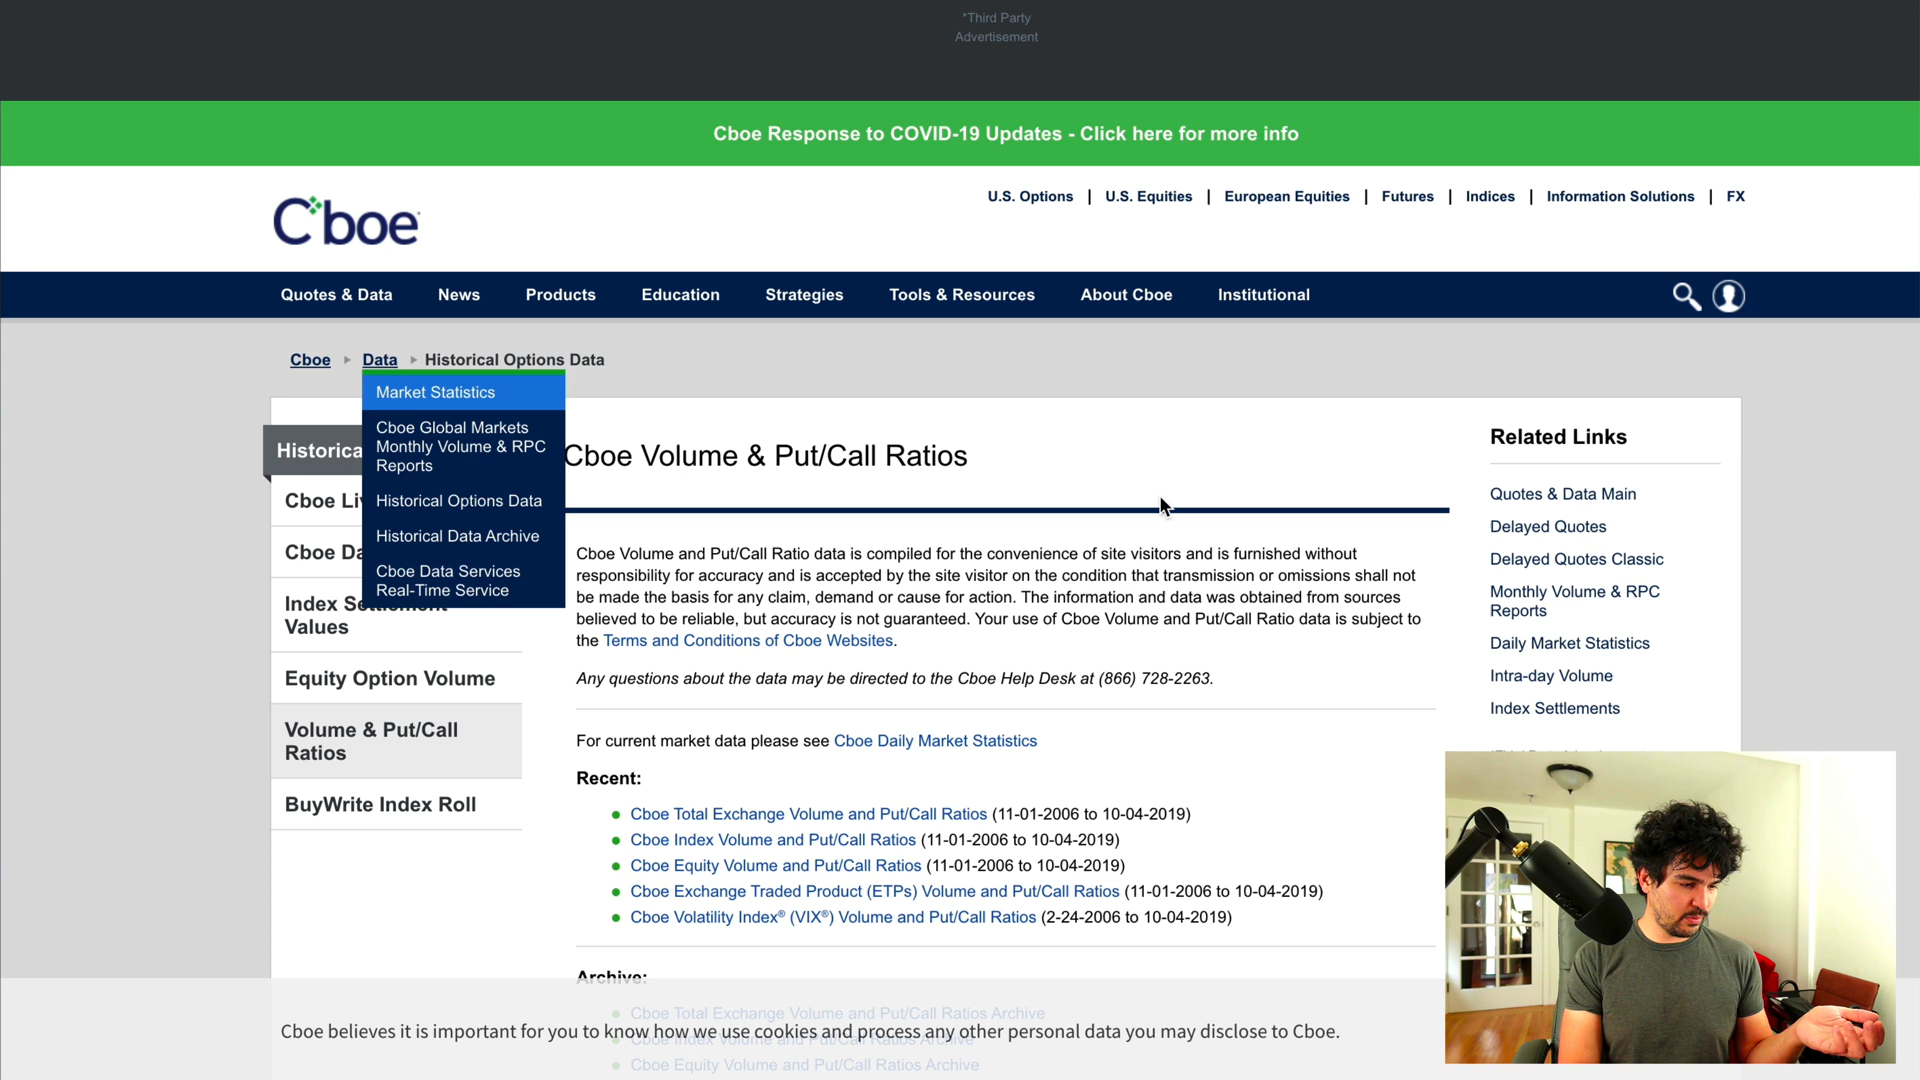 *Third Party
Advertisement
Cboe Response to COVID-19 Updates - Click here for more info
Cboe
U.S. Options | U.S. Equities | European Equities | Futures | Indices | Information Solutions | FX
Quotes & Data News Products Education Strategies Tools & Resources About Cboe Institutional
Cboe Data Historical Options Data
Market Statistics
Cboe Global Markets
Monthly Volume & RPC
Reports
Historical Options Data
Historical Data Archive
Cboe Data Services
Real-Time Service
Historica
Cboe Li
Cboe Da
Index Settlement
Values
Equity Option Volume
Volume & Put/Call
Ratios
BuyWrite Index Roll
Cboe Volume & Put/Call Ratios
Cboe Volume and Put/Call Ratio data is compiled for the convenience of site visitors and is furnished without
responsibility for accuracy and is accepted by the site visitor on the condition that transmission or omissions shall not
be made the basis for any claim, demand or cause for action. The information and data was obtained from sources
believed to be reliable, but accuracy is not guaranteed. Your use of Cboe Volume and Put/Call Ratio data is subject to
the Terms and Conditions of Cboe Websites.
Any questions about the data may be directed to the Cboe Help Desk at (866) 728-2263.
For current market data please see Cboe Daily Market Statistics
Recent:
Cboe Total Exchange Volume and Put/Call Ratios (11-01-2006 to 10-04-2019)
Cboe Index Volume and Put/Call Ratios (11-01-2006 to 10-04-2019)
Cboe Equity Volume and Put/Call Ratios (11-01-2006 to 10-04-2019)
Cboe Exchange Traded Product (ETPs) Volume and Put/Call Ratios (11-01-2006 to 10-04-2019)
Cboe Volatility Index® (VIX®) Volume and Put/Call Ratios (2-24-2006 to 10-04-2019)
Archive:
Cboe Total Exchange Volume and Put/Call Ratios Archive
Cboe Index Volume and Put/Call Ratios Archive
Cboe Equity Volume and Put/Call Ratios Archive
Cboe believes it is important for you to know how we use cookies and process any other personal data you may disclose to Cboe.
Related Links
Quotes & Data Main
Delayed Quotes
Delayed Quotes Classic
Monthly Volume & RPC
Reports
Daily Market Statistics
Intra-day Volume
Index Settlements